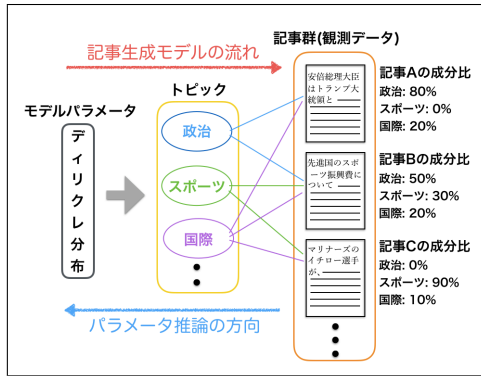 記事生成モデルの流れ
記事群(観測データ)
モデルパラメータ
ディリクレ分布
トピック
政治
スポーツ
国際
安倍総理大臣
はトランプ大
統領と
先進国のスポ
ーツ振興費に
ついて
マリナーズの
イチロー選手
が、
記事Aの成分比
政治: 80%
スポーツ: 0%
国際: 20%
記事Bの成分比
政治: 50%
スポーツ: 30%
国際: 20%
記事Cの成分比
政治: 0%
スポーツ: 90%
国際: 10%
パラメータ推論の方向